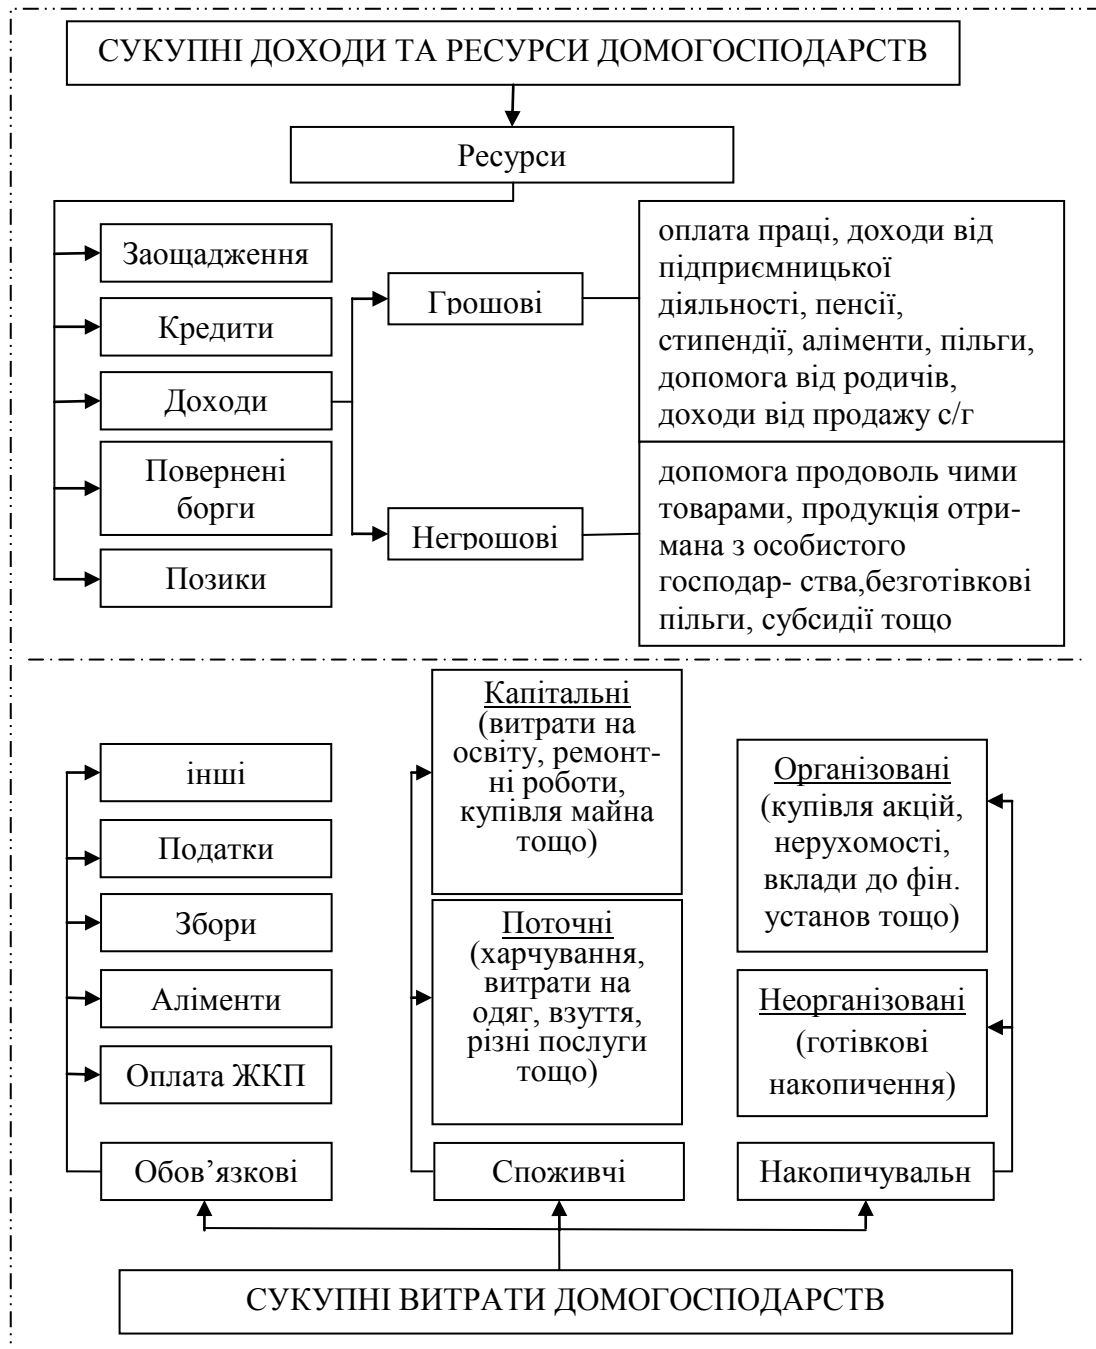 СУКУПНІ ДОХОДИ ТА РЕСУРСИ ДОМОГОСПОДАРСТВ
Ресурси
Заощадження
Кредити
Доходи
Повернені
борги
Позики
Грошові
Негрошові
оплата праці, доходи від
підприємницької
діяльності, пенсії,
стипендії, аліменти, пільги,
допомога від родичів,
доходи від продажу с/г
допомога продоволь чими
товарами, продукція отри-
мана з особистого
господар- ства,безготівкові
пільги, субсидії тощо
інші
Податки
Збори
Аліменти
Оплата ЖКП
Обов’язкові
Капітальні
(витрати на
освіту, ремонт-
ні роботи,
купівля майна
тощо)
Поточні
(харчування,
витрати на
одяг, взуття,
різні послуги
тощо)
Споживчі
Організовані
(купівля акцій,
нерухомості,
вклади до фін.
установ тощо)
Неорганізовані
(готівкові
накопичення)
Накопичувальн
СУКУПНІ ВИТРАТИ ДОМОГОСПОДАРСТВ